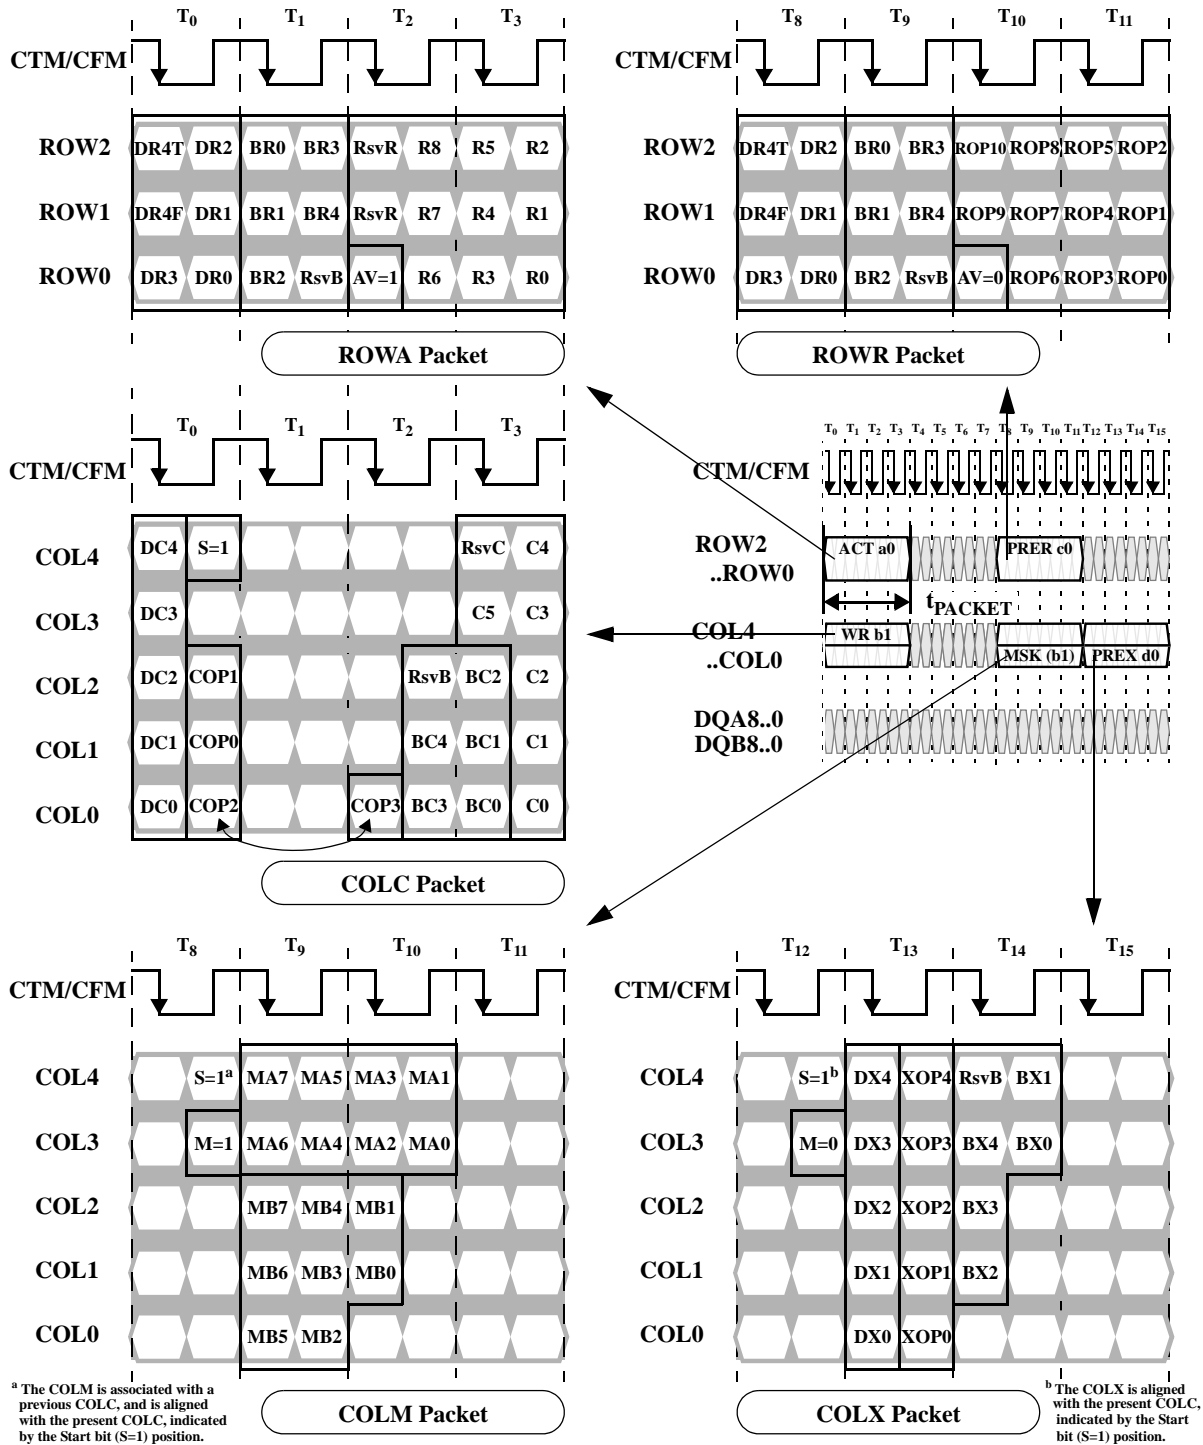 T0 T1 T2 T3
CTM/CFM
ROW2 DR4T DR2 BR0 BR3 RsvR R8 R5 R2
ROW1 DR4F DR1 BR1 BR4 RsvR R7 R4 R1
ROW0 DR3 DR0 BR2 RsvB AV=1 R6 R3 R0
ROWA Packet
T8 T9 T10 T11
CTM/CFM
ROW2 DR4T DR2 BR0 BR3 ROP10 ROP8 ROP5 ROP2
ROW1 DR4F DR1 BR1 BR4 ROP9 ROP7 ROP4 ROP1
ROW0 DR3 DR0 BR2 RsvB AV=0 ROP6 ROP3 ROP0
ROWR Packet
T0 T1 T2 T3
CTM/CFM
COL4 DC4 S=1 RsvC C4
COL3 DC3 C5 C3
COL2 DC2 COP1 RsvB BC2 C2
COL1 DC1 COP0 BC4 BC1 C1
COL0 DC0 COP2 COP3 BC3 BC0 C0
COLC Packet
T0 T1 T2 T3 T4 T5 T6 T7 T8 T9 T10 T11 T12 T13 T14 T15
CTM/CFM
ROW2 ACT a0 PRER c0
..ROW0
tPACKET
COL4 WR b1
..COL0 MSK (b1) PREX d0
DQA8..0
DQB8..0
T8 T9 T10 T11
CTM/CFM
COL4 S=1a MA7 MA5 MA3 MA1
COL3 M=1 MA6 MA4 MA2 MA0
COL2 MB7 MB4 MB1
COL1 MB6 MB3 MB0
COL0 MB5 MB2
COLM Packet
a The COLM is associated with a
previous COLC, and is aligned
with the present COLC, indicated
by the Start bit (S=1) position.
T12 T13 T14 T15
CTM/CFM
COL4 S=1b DX4 XOP4 RsvB BX1
COL3 M=0 DX3 XOP3 BX4 BX0
COL2 DX2 XOP2 BX3
COL1 DX1 XOP1 BX2
COL0 DX0 XOP0
COLX Packet
b The COLX is aligned
with the present COLC,
indicated by the Start
bit (S=1) position.